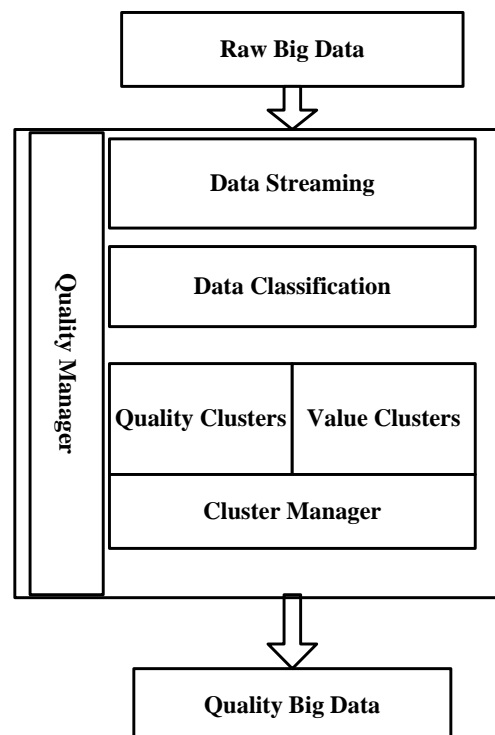 Raw Big Data
Quality Manager
Data Streaming
Data Classification
Quality Clusters
Value Clusters
Cluster Manager
Quality Big Data